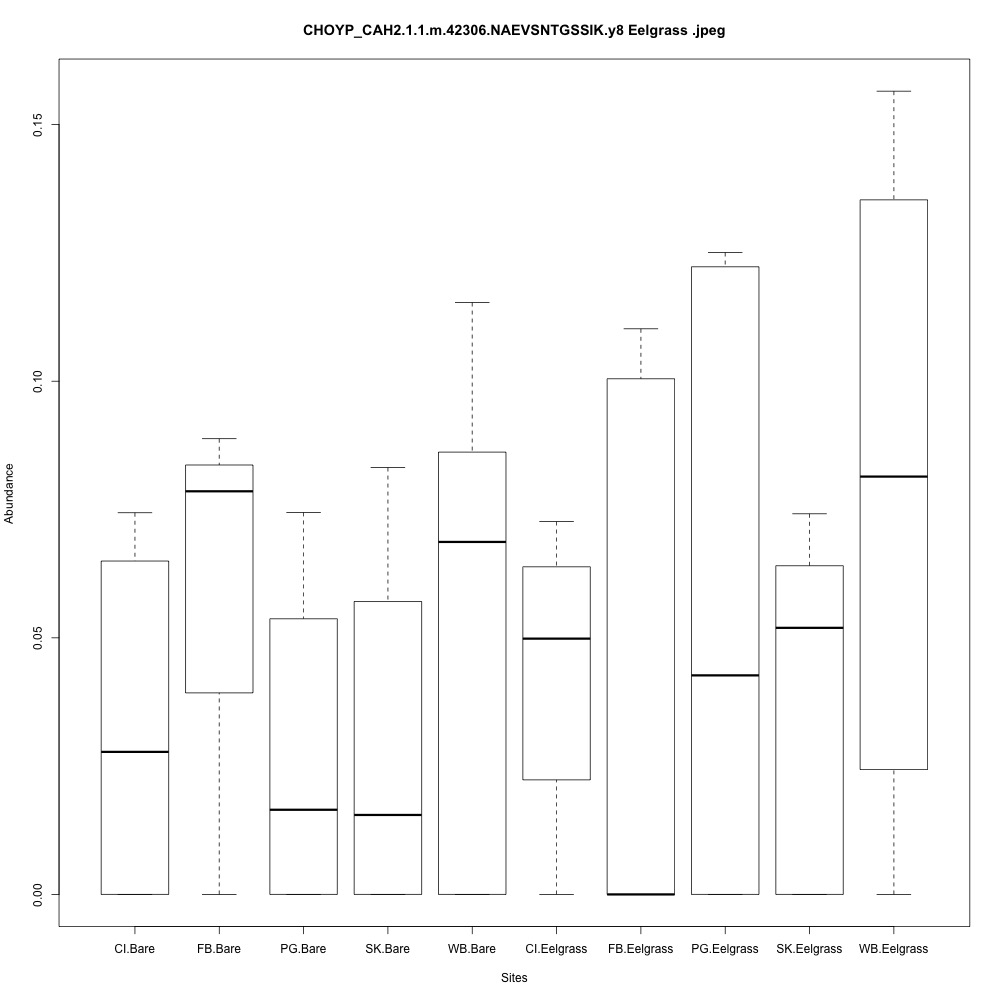 CHOYP_CAH2.1.1.m.42306.NAEVSNTGSSIK.y8 Eelgrass .jpeg
0.15
0.10
0.05
0.00
Abundance
CI.Bare FB.Bare PG.Bare SK.Bare WB.Bare CI.Eelgrass FB.Eelgrass PG.Eelgrass SK.Eelgrass WB.Eelgrass
Sites